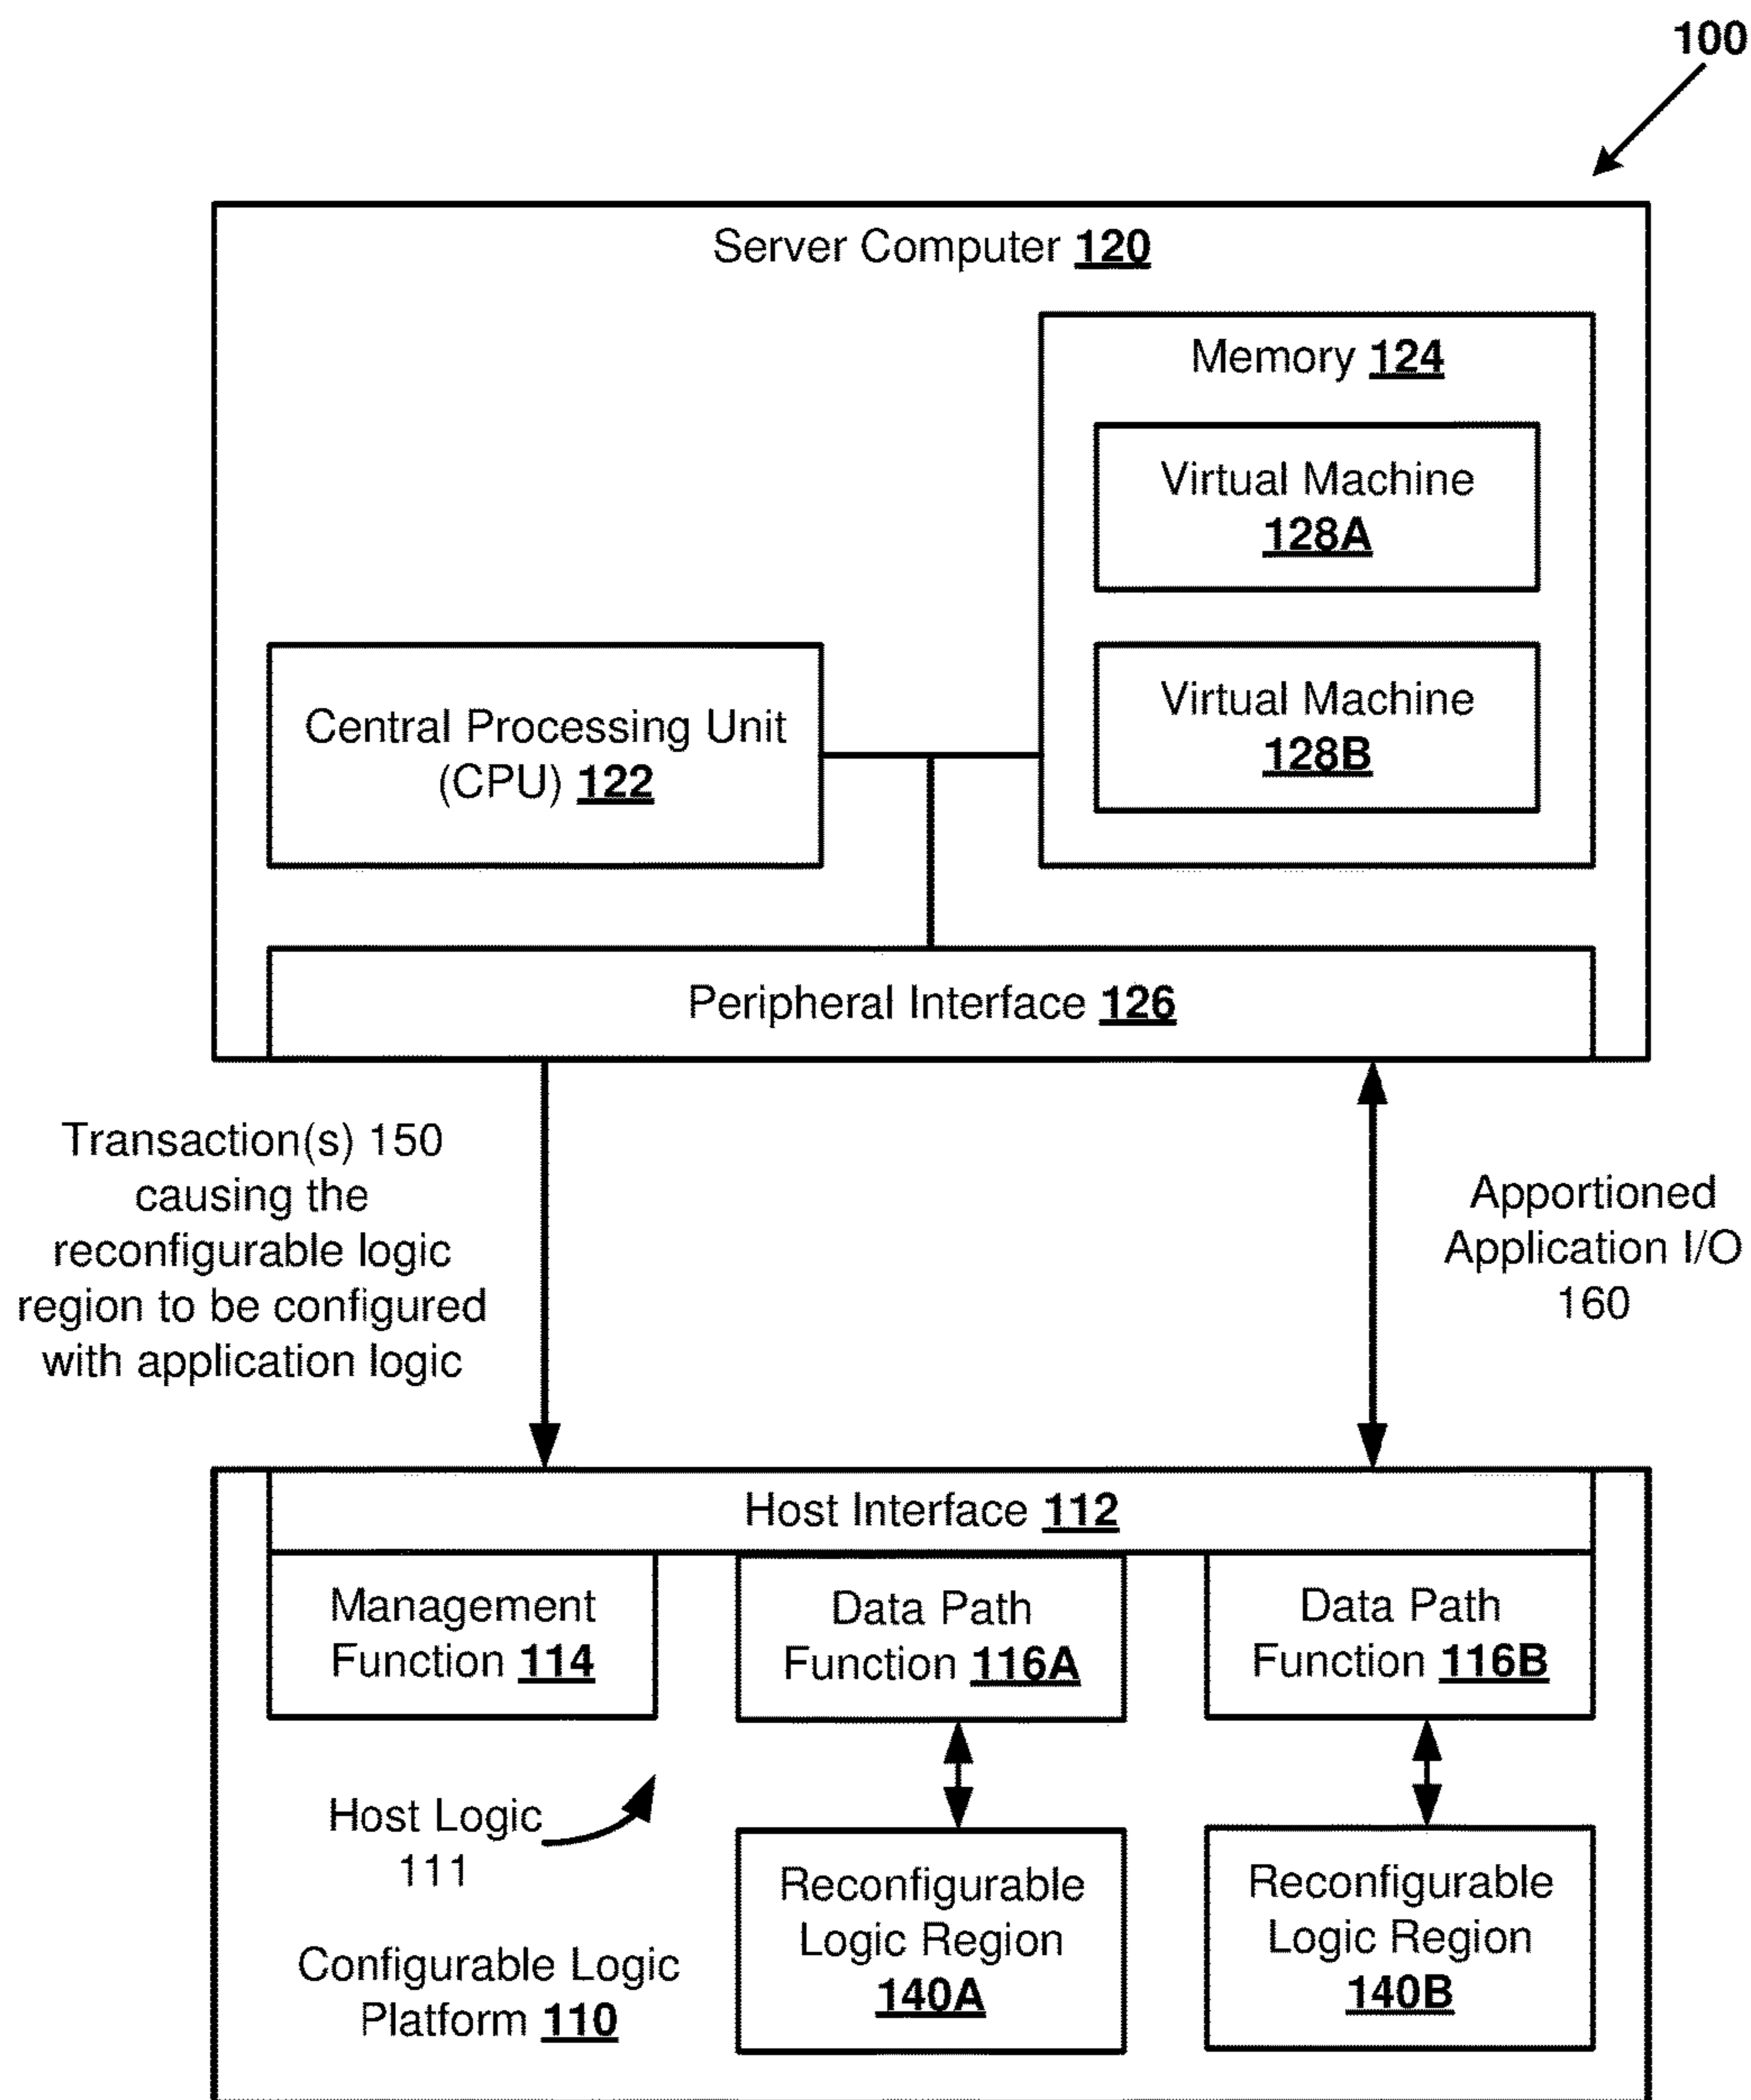 100
Server Computer 120
Memory 124
Virtual Machine
128A
Virtual Machine
128B
Central Processing Unit
(CPU) 122
Peripheral Interface 126
Transaction(s) 150
causing the
reconfigurable logic
region to be configured
with application logic
Apportioned
Application I/O
160
Host Interface 112
Management
Function 114
Data Path
Function 116A
Data Path
Function 116B
Host Logic
111
Configurable Logic
Platform 110
Reconfigurable
Logic Region
140A
Reconfigurable
Logic Region
140B